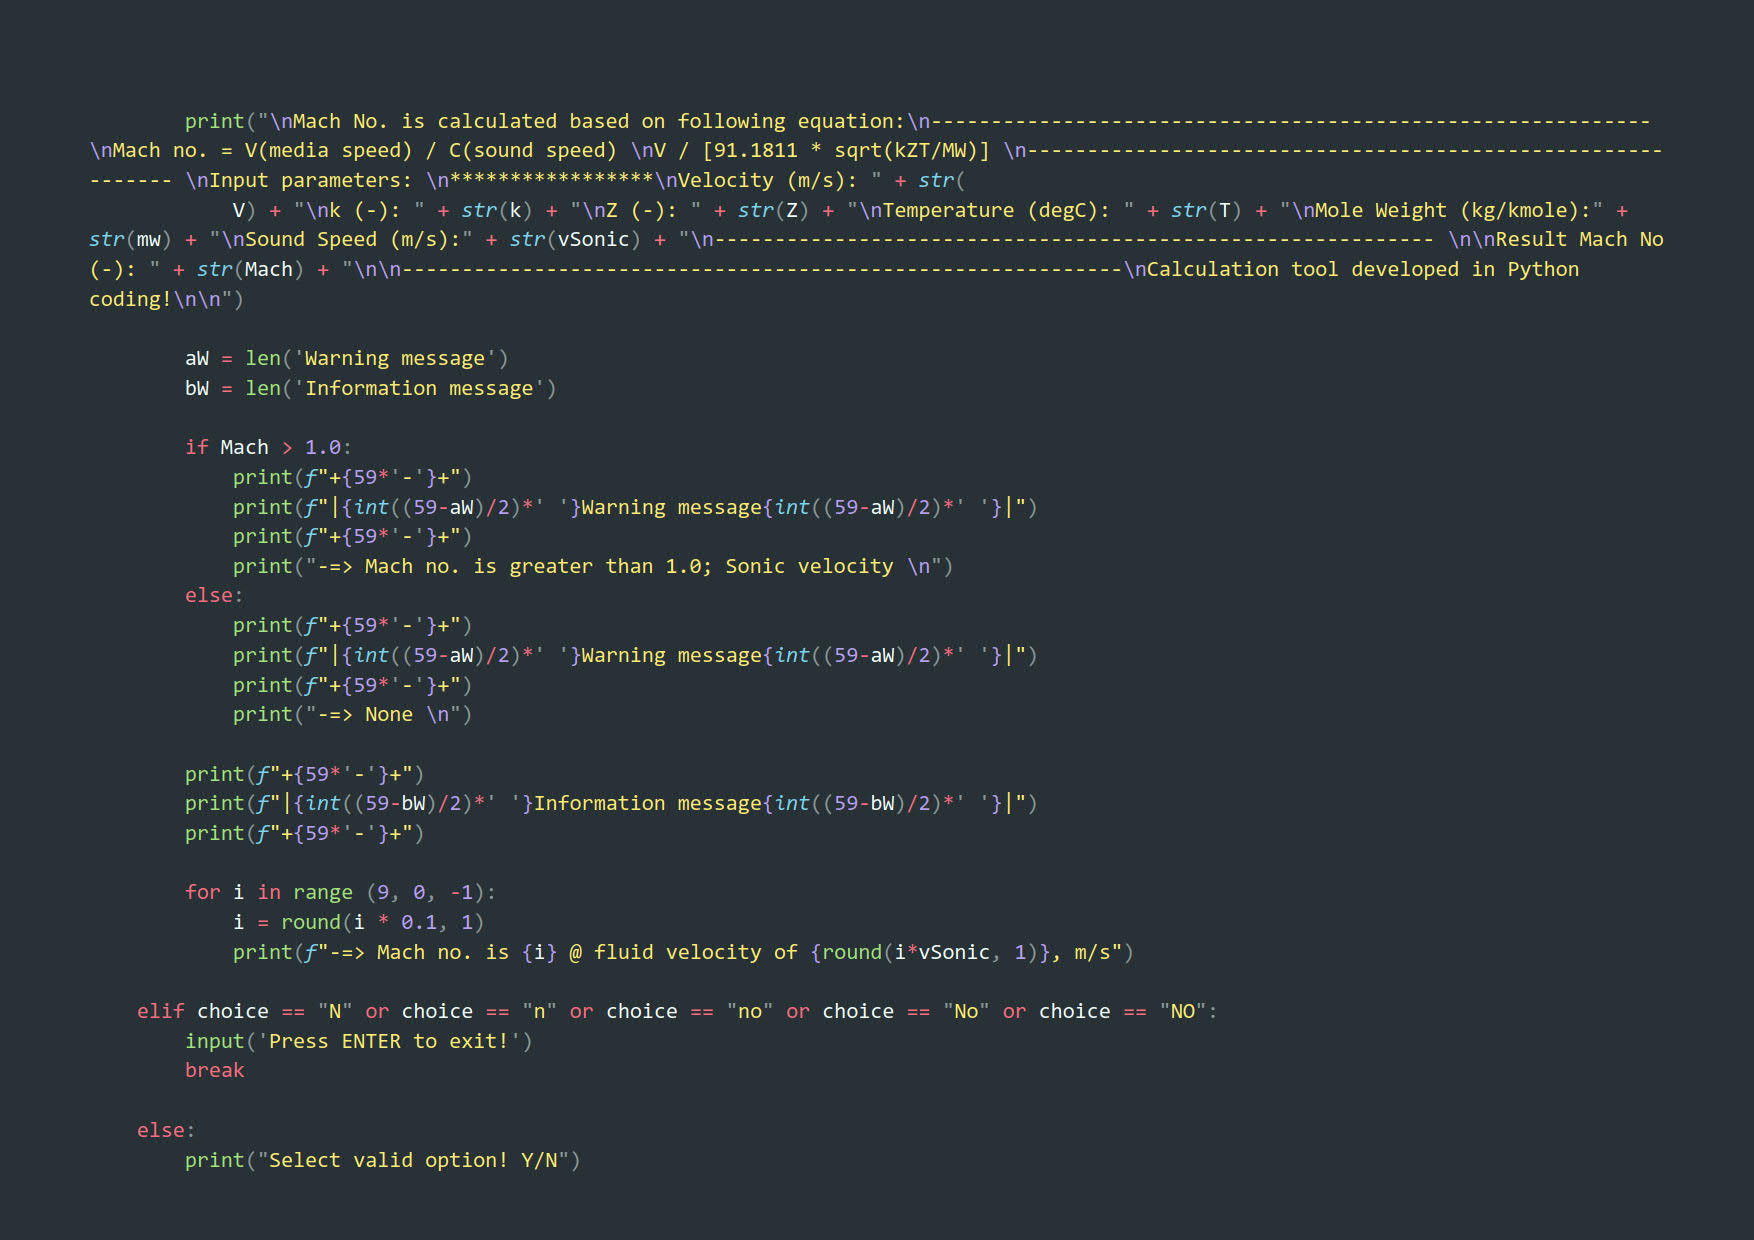 print("\nMach No. is calculated based on following equation:\n------------------------------------------------------------
\nMach no. = V(media speed) / C(sound speed) \nV / [91.1811 * sqrt(kZT/MW)] \n-----------------------------------------------------
------- \nInput parameters: \n*****************\nVelocity (m/s): " + str(
V) + "\nk (-): " + str(k) + "\nZ (-): " + str(Z) + "\nTemperature (degC): " + str(T) + "\nMole Weight (kg/kmole):" +
str(mw) + "\nSound Speed (m/s):" + str(vSonic) + "\n------------------------------------------------------------ \n\nResult Mach No
(-): " + str(Mach) + "\n\n------------------------------------------------------------\nCalculation tool developed in Python
coding!\n\n")
aW = len('Warning message')
bW = len('Information message')
if Mach > 1.0:
print(f"+{59*'-'}+")
print(f"|{int((59-aW)/2)*' '}Warning message{int((59-aW)/2)*' '}|")
print(f"+{59*'-'}+")
print("-=> Mach no. is greater than 1.0; Sonic velocity \n")
else:
print(f"+{59*'-'}+")
print(f"|{int((59-aW)/2)*' '}Warning message{int((59-aW)/2)*' '}|")
print(f"+{59*'-'}+")
print("-=> None \n")
print(f"+{59*'-'}+")
print(f"|{int((59-bW)/2)*' '}Information message{int((59-bW)/2)*' '}|")
print(f"+{59*'-'}+")
for i in range (9, 0, -1):
i = round(i * 0.1, 1)
print(f"-=> Mach no. is {i} @ fluid velocity of {round(i*vSonic, 1)}, m/s")
elif choice == "N" or choice == "n" or choice == "no" or choice == "No" or choice == "NO":
input('Press ENTER to exit!')
break
else:
print("Select valid option! Y/N")